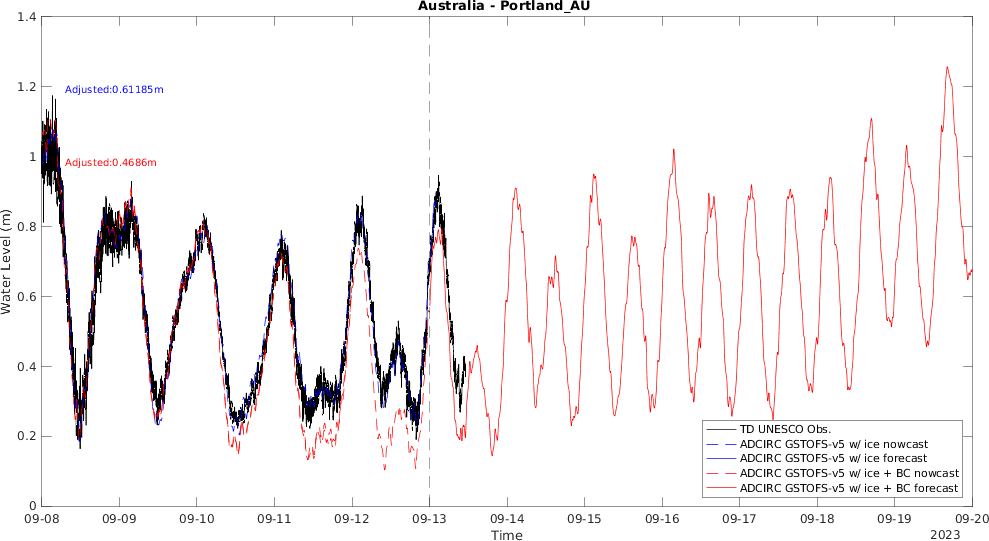 Australia - Portland_AU
1.4
1.2
1
0.8
0.6
0.4
0.2
0
Water Level (m)
Adjusted:0.61185m
Adjusted:0.4686m
TD UNESCO Obs.
ADCIRC GSTOFS-v5 w/ ice nowcast
ADCIRC GSTOFS-v5 w/ ice forecast
ADCIRC GSTOFS-v5 w/ ice + BC nowcast
ADCIRC GSTOFS-v5 w/ ice + BC forecast
09-08 09-09 09-10 09-11 09-12 09-13 09-14 09-15 09-16 09-17 09-18 09-19 09-20
Time
2023